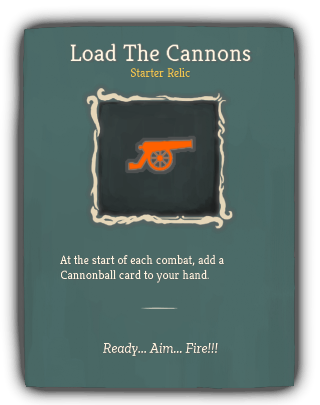 Load The Cannons
Starter Relic
At the start of each combat, add a
Cannonball card to your hand.
Ready... Aim... Fire!!!